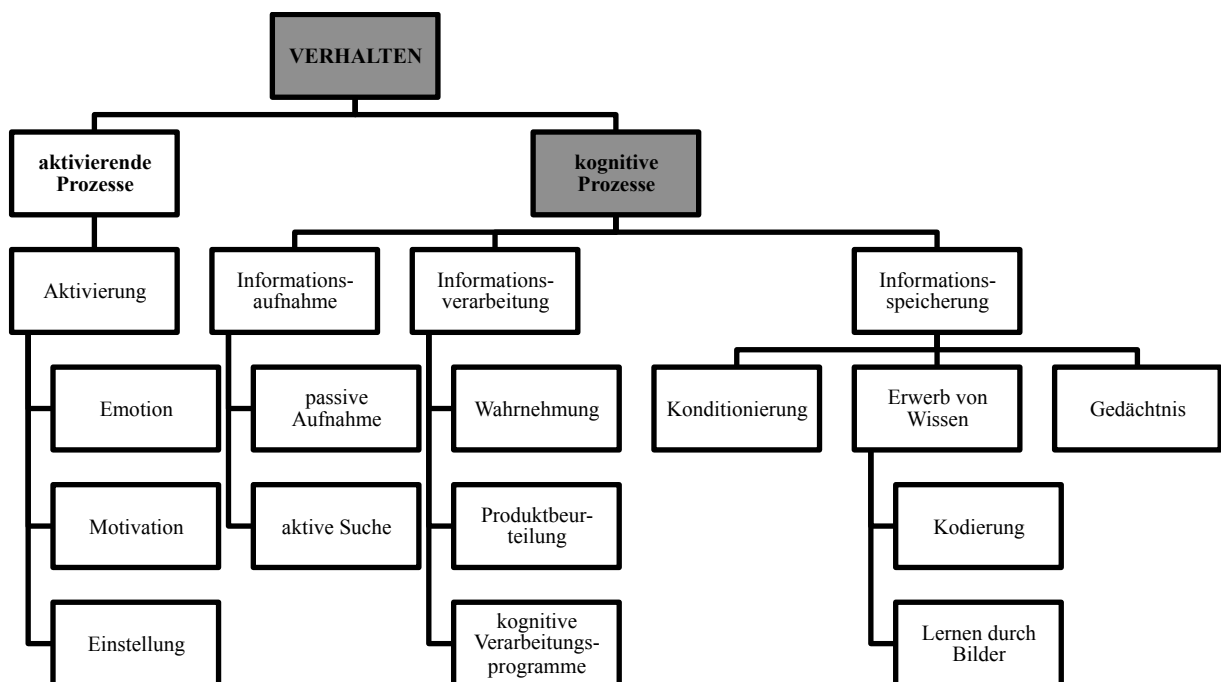 VERHALTEN
aktivierende
Prozesse
kognitive
Prozesse
Aktivierung
Informations-
aufnahme
Informations-
verarbeitung
Informations-
speicherung
Emotion
passive
Aufnahme
Wahrnehmung
Konditionierung
Erwerb von
Wissen
Gedächtnis
Motivation
aktive Suche
Produktbeur-
teilung
Kodierung
Einstellung
kognitive
Verarbeitungs-
programme
Lernen durch
Bilder